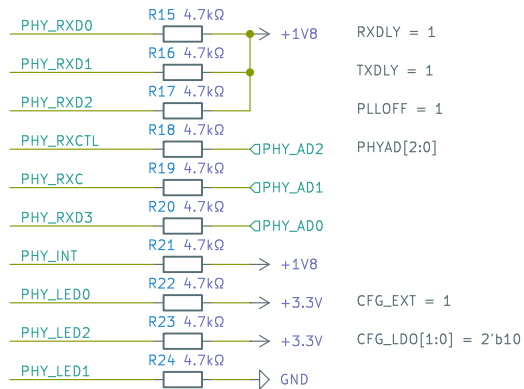 R15 4.7kΩ
PHY_RXD0 +1V8 RXDLY = 1
R16 4.7kΩ
PHY_RXD1 TXDLY = 1
R17 4.7kΩ
PHY_RXD2 PLLOFF = 1
R18 4.7kΩ
PHY_RXCTL PHY_AD2 PHYAD[2:0]
R19 4.7kΩ
PHY_RXC PHY_AD1
R20 4.7kΩ
PHY_RXD3 PHY_AD0
R21 4.7kΩ
PHY_INT +1V8
R22 4.7kΩ
PHY_LED0 +3.3V CFG_EXT = 1
R23 4.7kΩ
PHY_LED2 +3.3V CFG_LDO[1:0] = 2'b10
R24 4.7kΩ
PHY_LED1 GND